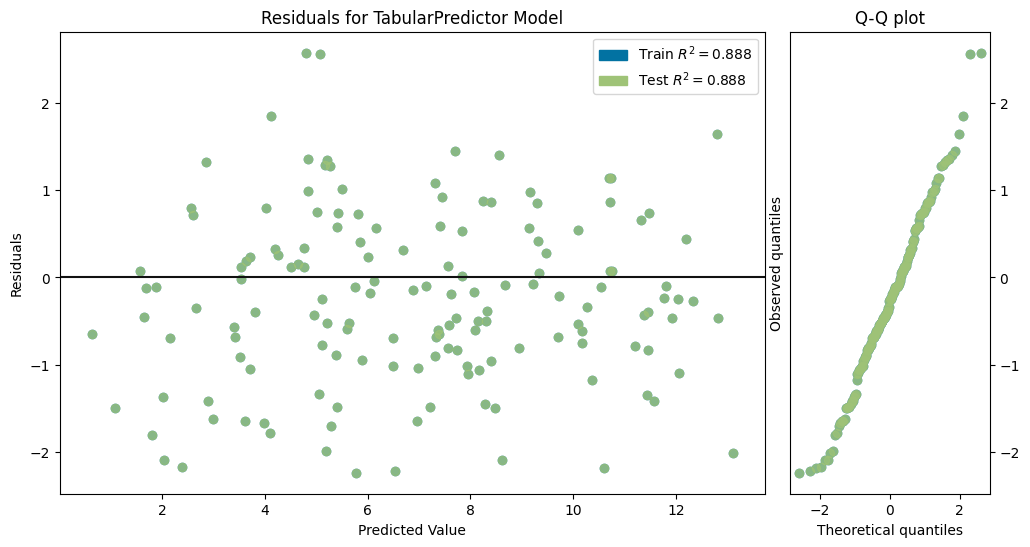 Residuals for TabularPredictor Model
Q-Q plot
Train $R^2 = 0.888$
Test $R^2 = 0.888$
Residuals
2
1
0
−1
−2
2
4
6
8
10
12
Predicted Value
Observed quantiles
2
1
0
−1
−2
−2
0
2
Theoretical quantiles